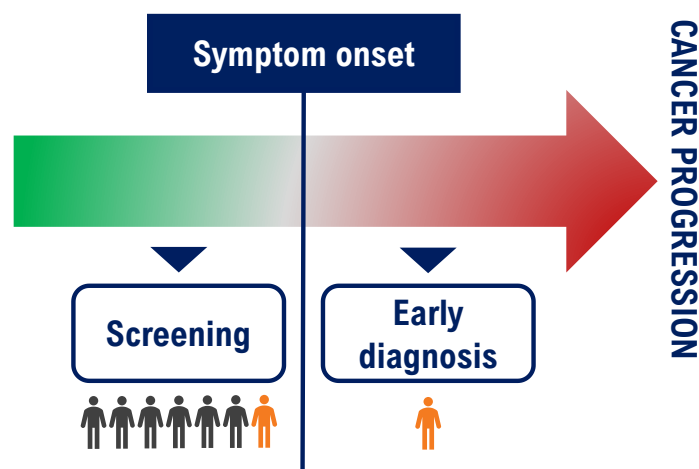 Symptom onset
CANCER PROGRESSION
Screening
Early
diagnosis